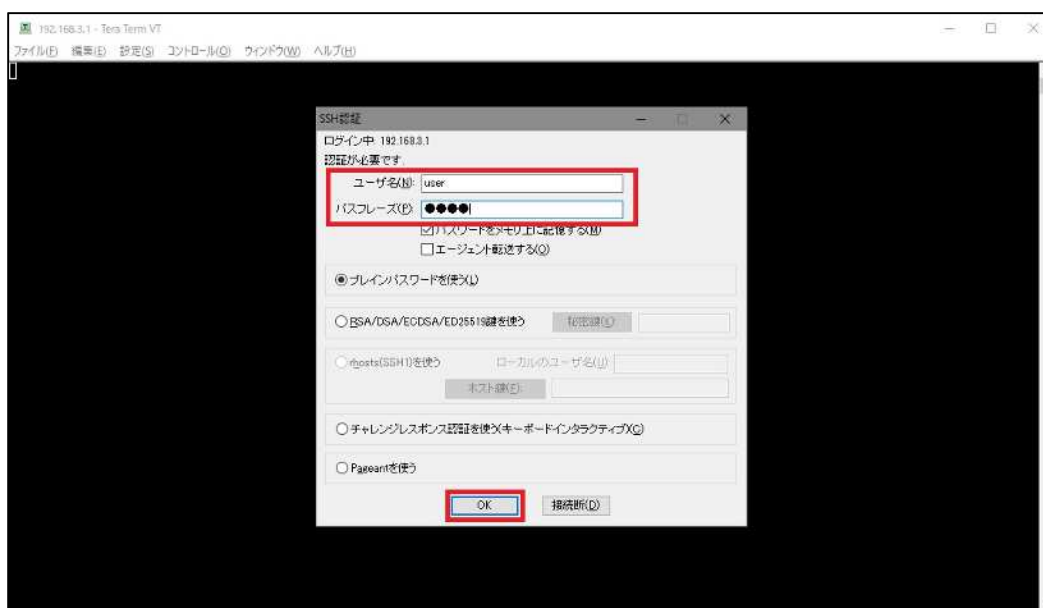 192.168.3.1 - Tera Term VT
ファイル(F) 編集(E) 設定(S) コントロール(O) ウィンドウ(W) ヘルプ(H)
SSH認証
ログイン中: 192.168.3.1
認証が必要です.
ユーザ名(N): user
パスフレーズ(P): ●●●●
パスワードをメモリ上に記憶する(M)
エージェント転送する(O)
プレインパスワードを使う(L)
RSA/DSA/ECDSA/ED25519鍵を使う 秘密鍵(K):
rhosts(SSH1)を使う ローカルのユーザ名(U):
ホスト鍵(F):
チャレンジレスポンス認証を使う(キーボードインタラクティブ)(C)
Pageantを使う
OK 接続断(D)